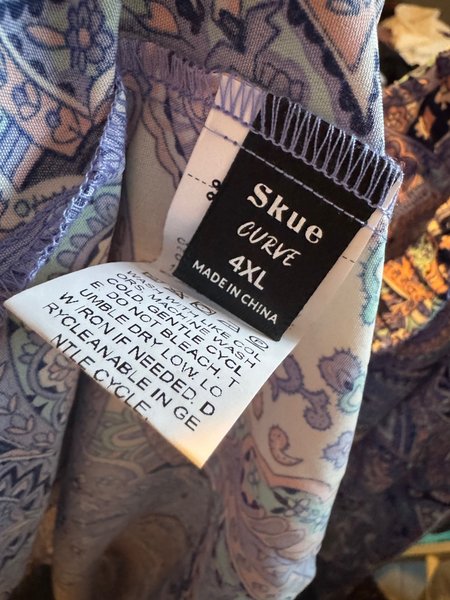 Skue
CURVE
4XL
MADE IN CHINA
WASH WITH LIKE COL
ORS. MACHINE WASH
COLD. GENTLE CYCL
E. DO NOT BLEACH. T
UMBLE DRY LOW. LO
W IRON IF NEEDED. D
RYCLEANABLE IN GE
NTLE CYCLE.